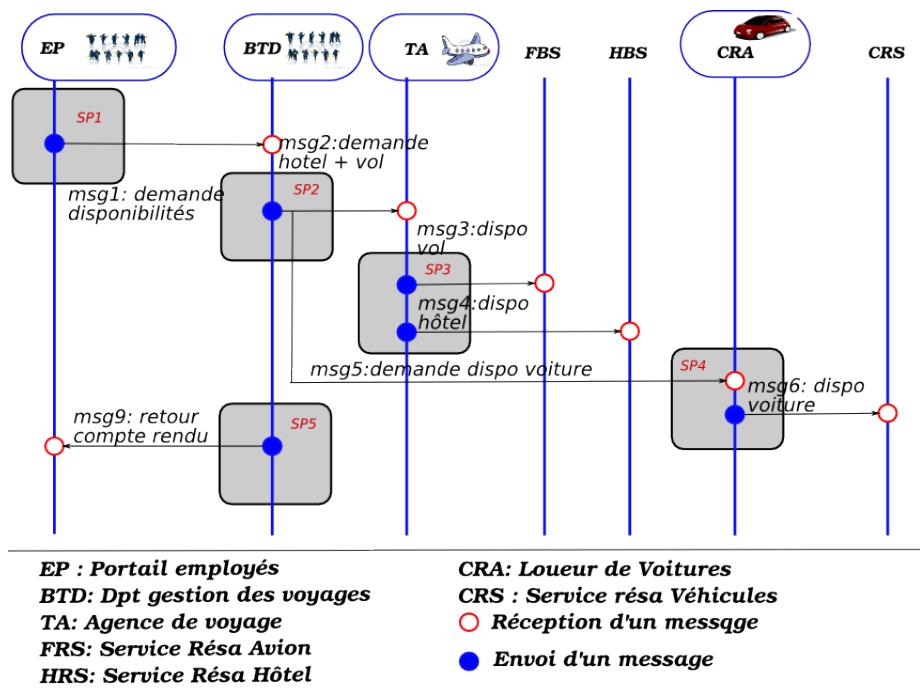 EP
BTD
TA
FBS
HBS
CRA
CRS
SP1
msg1: demande
disponibilités
msg2:demande
hotel + vol
SP2
msg3:dispo
vol
SP3
msg4:dispo
hôtel
msg5:demande dispo voiture
SP4
msg6: dispo
voiture
msg9: retour
compte rendu
SP5
EP : Portail employés
BTD: Dpt gestion des voyages
TA: Agence de voyage
FRS: Service Résa Avion
HRS: Service Résa Hôtel
CRA: Loueur de Voitures
CRS : Service résa Véhicules
Réception d'un messqge
Envoi d'un message